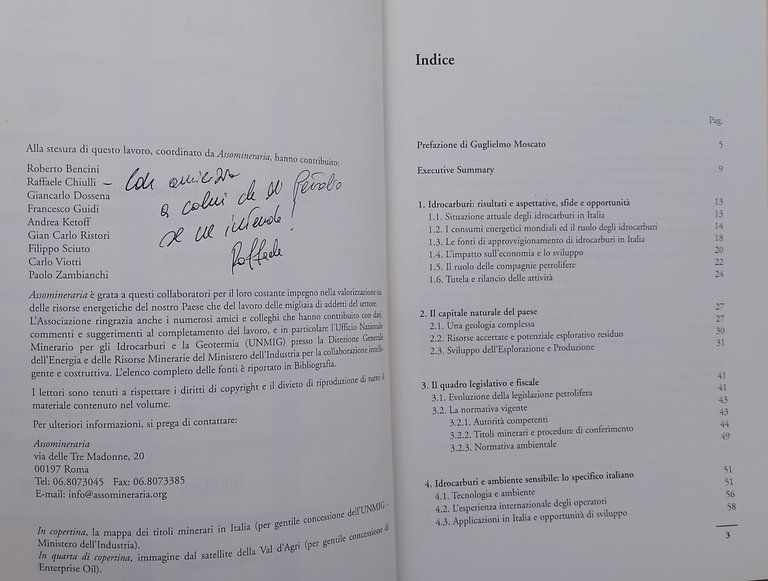 Alla stesura di questo lavoro, coordinato da Assomineraria, hanno contribuito:
Roberto Bencini
Raffaele Chiulli –
Giancarlo Dossena
Francesco Guidi
Andrea Ketoff
Gian Carlo Ristori
Filippo Sciuto
Carlo Viotti
Paolo Zambianchi
Con amicizia
a colui che di Petrolio
se ne intende!
Raffaele
Assomineraria è grata a questi collaboratori per il loro costante impegno nella valorizzazione sia
delle risorse energetiche del nostro Paese che del lavoro delle migliaia di addetti del settore.
L'Associazione ringrazia anche i numerosi amici e colleghi che hanno contribuito con dati,
commenti e suggerimenti al completamento del lavoro, e in particolare l'Ufficio Nazionale
Minerario per gli Idrocarburi e la Geotermia (UNMIG) presso la Direzione Generale
dell'Energia e delle Risorse Minerarie del Ministero dell'Industria per la collaborazione intelli-
gente e costruttiva. L'elenco completo delle fonti è riportato in Bibliografia.
I lettori sono tenuti a rispettare i diritti di copyright e il divieto di riproduzione di tutto il
materiale contenuto nel volume.
Per ulteriori informazioni, si prega di contattare:
Assomineraria
via delle Tre Madonne, 20
00197 Roma
Tel: 06.8073045 Fax: 06.8073385
E-mail: info@assomineraria.org
In copertina, la mappa dei titoli minerari in Italia (per gentile concessione dell'UNMIG -
Ministero dell'Industria).
In quarta di copertina, immagine dal satellite della Val d'Agri (per gentile concessione di
Enterprise Oil).
Indice
Pag.
Prefazione di Guglielmo Moscato 5
Executive Summary 9
1. Idrocarburi: risultati e aspettative, sfide e opportunità 13
1.1. Situazione attuale degli idrocarburi in Italia 13
1.2. I consumi energetici mondiali ed il ruolo degli idrocarburi 14
1.3. Le fonti di approvvigionamento di idrocarburi in Italia 18
1.4. L'impatto sull'economia e lo sviluppo 20
1.5. Il ruolo delle compagnie petrolifere 22
1.6. Tutela e rilancio delle attività 24
2. Il capitale naturale del paese 27
2.1. Una geologia complessa 27
2.2. Risorse accertate e potenziale esplorativo residuo 30
2.3. Sviluppo dell'Esplorazione e Produzione 31
3. Il quadro legislativo e fiscale 41
3.1. Evoluzione della legislazione petrolifera 41
3.2. La normativa vigente 43
3.2.1. Autorità competenti 43
3.2.2. Titoli minerari e procedure di conferimento 44
3.2.3. Normativa ambientale 49
4. Idrocarburi e ambiente sensibile: lo specifico italiano 51
4.1. Tecnologia e ambiente 51
4.2. L'esperienza internazionale degli operatori 56
4.3. Applicazioni in Italia e opportunità di sviluppo 58
3